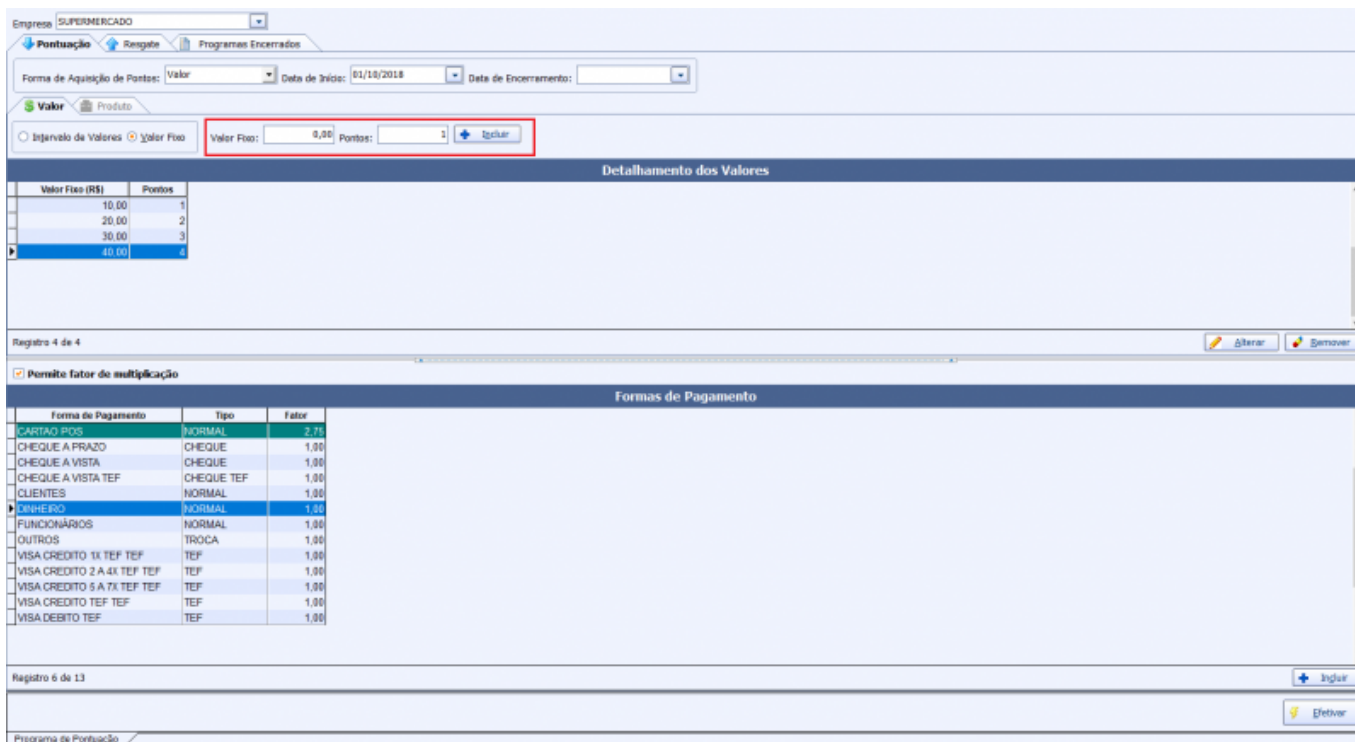 Empresa SUPERMERCADO
Pontuação Resgate Programas Encerrados
Forma de Aquisição de Pontos: Valor Data de Início: 01/10/2018 Data de Encerramento:
Valor Produto
Intervalo de Valores Valor Fixo Valor Fixo: 0,00 Pontos: 1 Incluir
Detalhamento dos Valores
Valor Fixo (R$) Pontos
10,00 1
20,00 2
30,00 3
40,00 4
Registro 4 de 4 Alterar Remover
Permite fator de multiplicação
Formas de Pagamento
Forma de Pagamento Tipo Fator
CARTAO POS NORMAL 2,75
CHEQUE A PRAZO CHEQUE 1,00
CHEQUE A VISTA CHEQUE 1,00
CHEQUE A VISTA TEF CHEQUE TEF 1,00
CLIENTES NORMAL 1,00
DINHEIRO NORMAL 1,00
FUNCIONÁRIOS NORMAL 1,00
OUTROS TROCA 1,00
VISA CREDITO 1X TEF TEF TEF 1,00
VISA CREDITO 2 A 4X TEF TEF TEF 1,00
VISA CREDITO 5 A 7X TEF TEF TEF 1,00
VISA CREDITO TEF TEF TEF 1,00
VISA DEBITO TEF TEF 1,00
Registro 6 de 13 Incluir
Efetivar
Programa de Pontuação